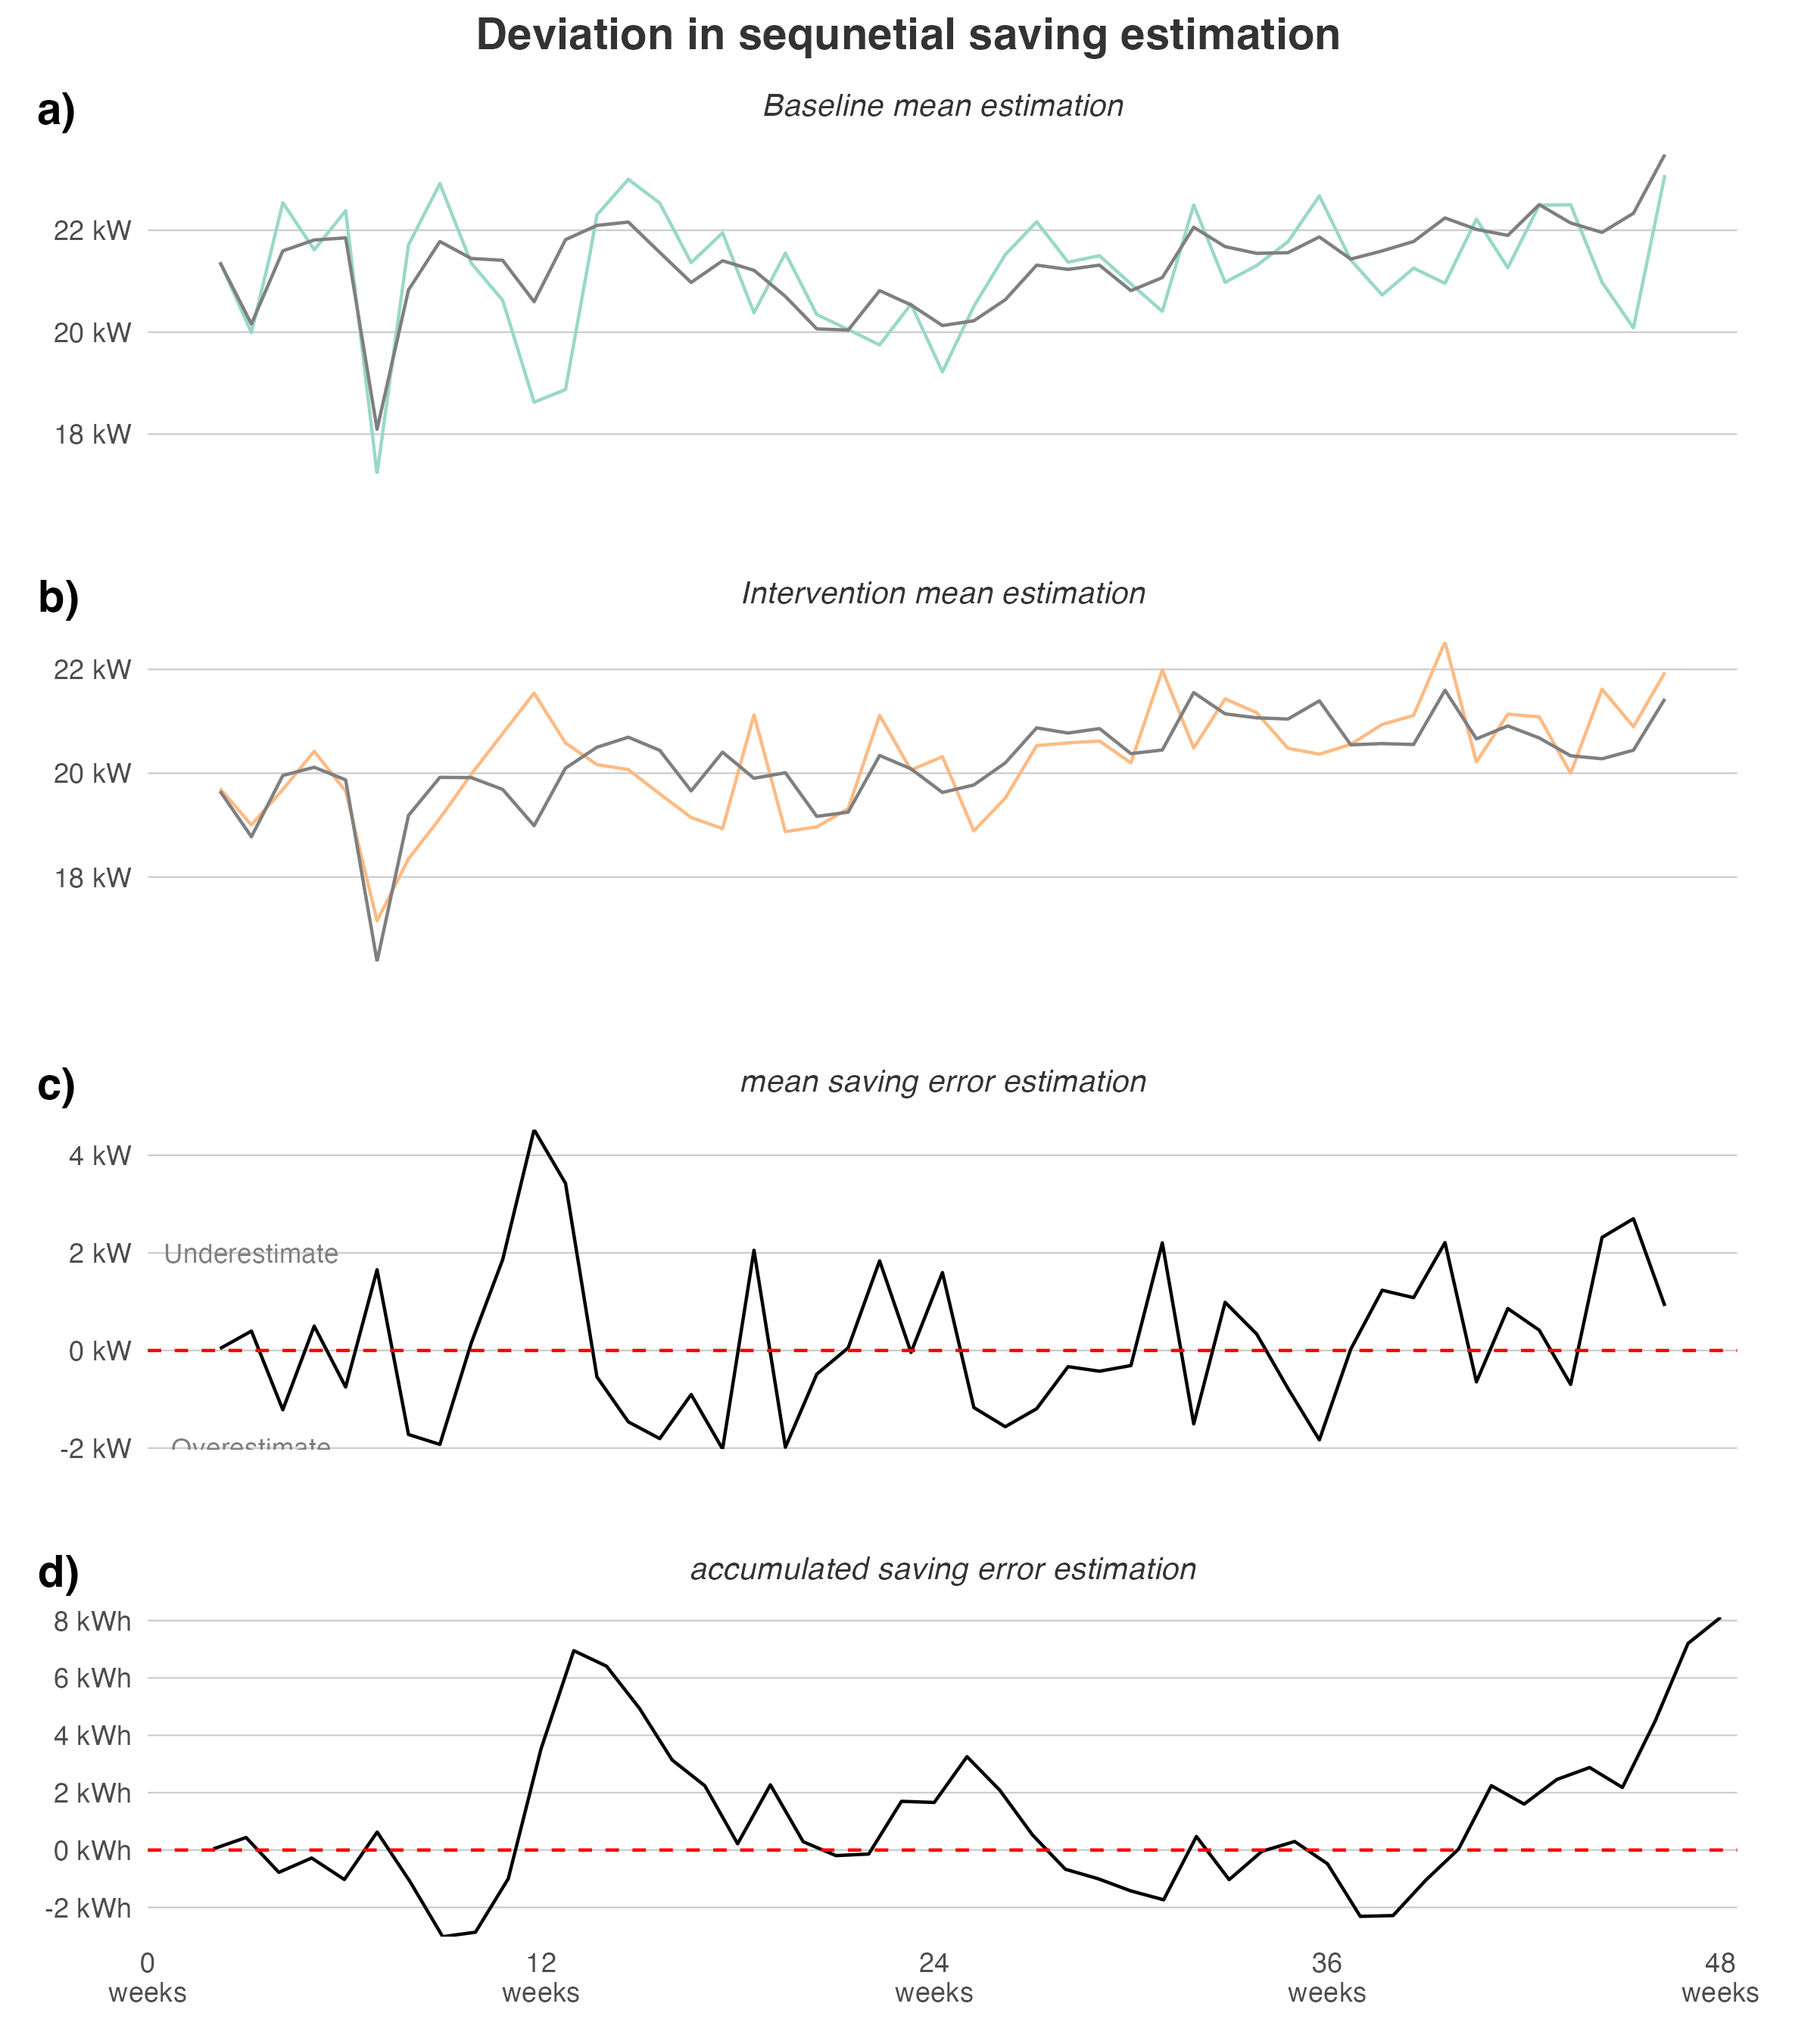 Deviation in sequnetial saving estimation
a)
Baseline mean estimation
22 kW
20 kW
18 kW
b)
Intervention mean estimation
22 kW
20 kW
18 kW
c)
mean saving error estimation
4 kW
2 kW
Underestimate
0 kW
-2 kW
Overestimate
d)
accumulated saving error estimation
8 kWh
6 kWh
4 kWh
2 kWh
0 kWh
-2 kWh
0 12 24 36 48
weeks weeks weeks weeks weeks